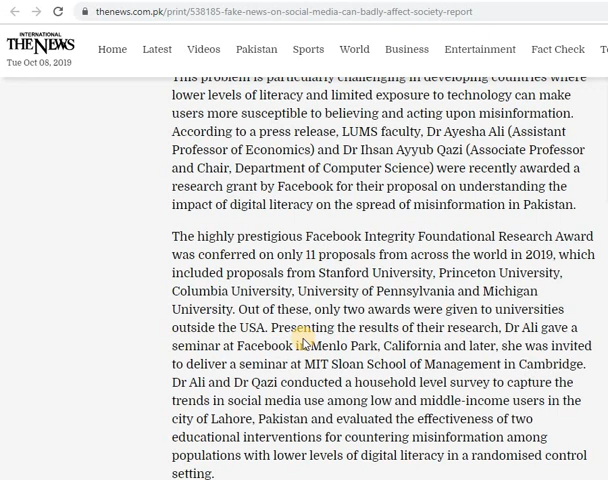 thenews.com.pk/print/538185-fake-news-on-social-media-can-badly-affect-society-report
INTERNATIONAL
THE NEWS
Tue Oct 08, 2019
Home Latest Videos Pakistan Sports World Business Entertainment Fact Check
This problem is particularly challenging in developing countries where
lower levels of literacy and limited exposure to technology can make
users more susceptible to believing and acting upon misinformation.
According to a press release, LUMS faculty, Dr Ayesha Ali (Assistant
Professor of Economics) and Dr Ihsan Ayyub Qazi (Associate Professor
and Chair, Department of Computer Science) were recently awarded a
research grant by Facebook for their proposal on understanding the
impact of digital literacy on the spread of misinformation in Pakistan.
The highly prestigious Facebook Integrity Foundational Research Award
was conferred on only 11 proposals from across the world in 2019, which
included proposals from Stanford University, Princeton University,
Columbia University, University of Pennsylvania and Michigan
University. Out of these, only two awards were given to universities
outside the USA. Presenting the results of their research, Dr Ali gave a
seminar at Facebook in Menlo Park, California and later, she was invited
to deliver a seminar at MIT Sloan School of Management in Cambridge.
Dr Ali and Dr Qazi conducted a household level survey to capture the
trends in social media use among low and middle-income users in the
city of Lahore, Pakistan and evaluated the effectiveness of two
educational interventions for countering misinformation among
populations with lower levels of digital literacy in a randomised control
setting.